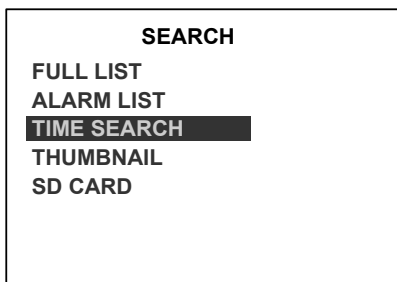 SEARCH
FULL LIST
ALARM LIST
TIME SEARCH
THUMBNAIL
SD CARD